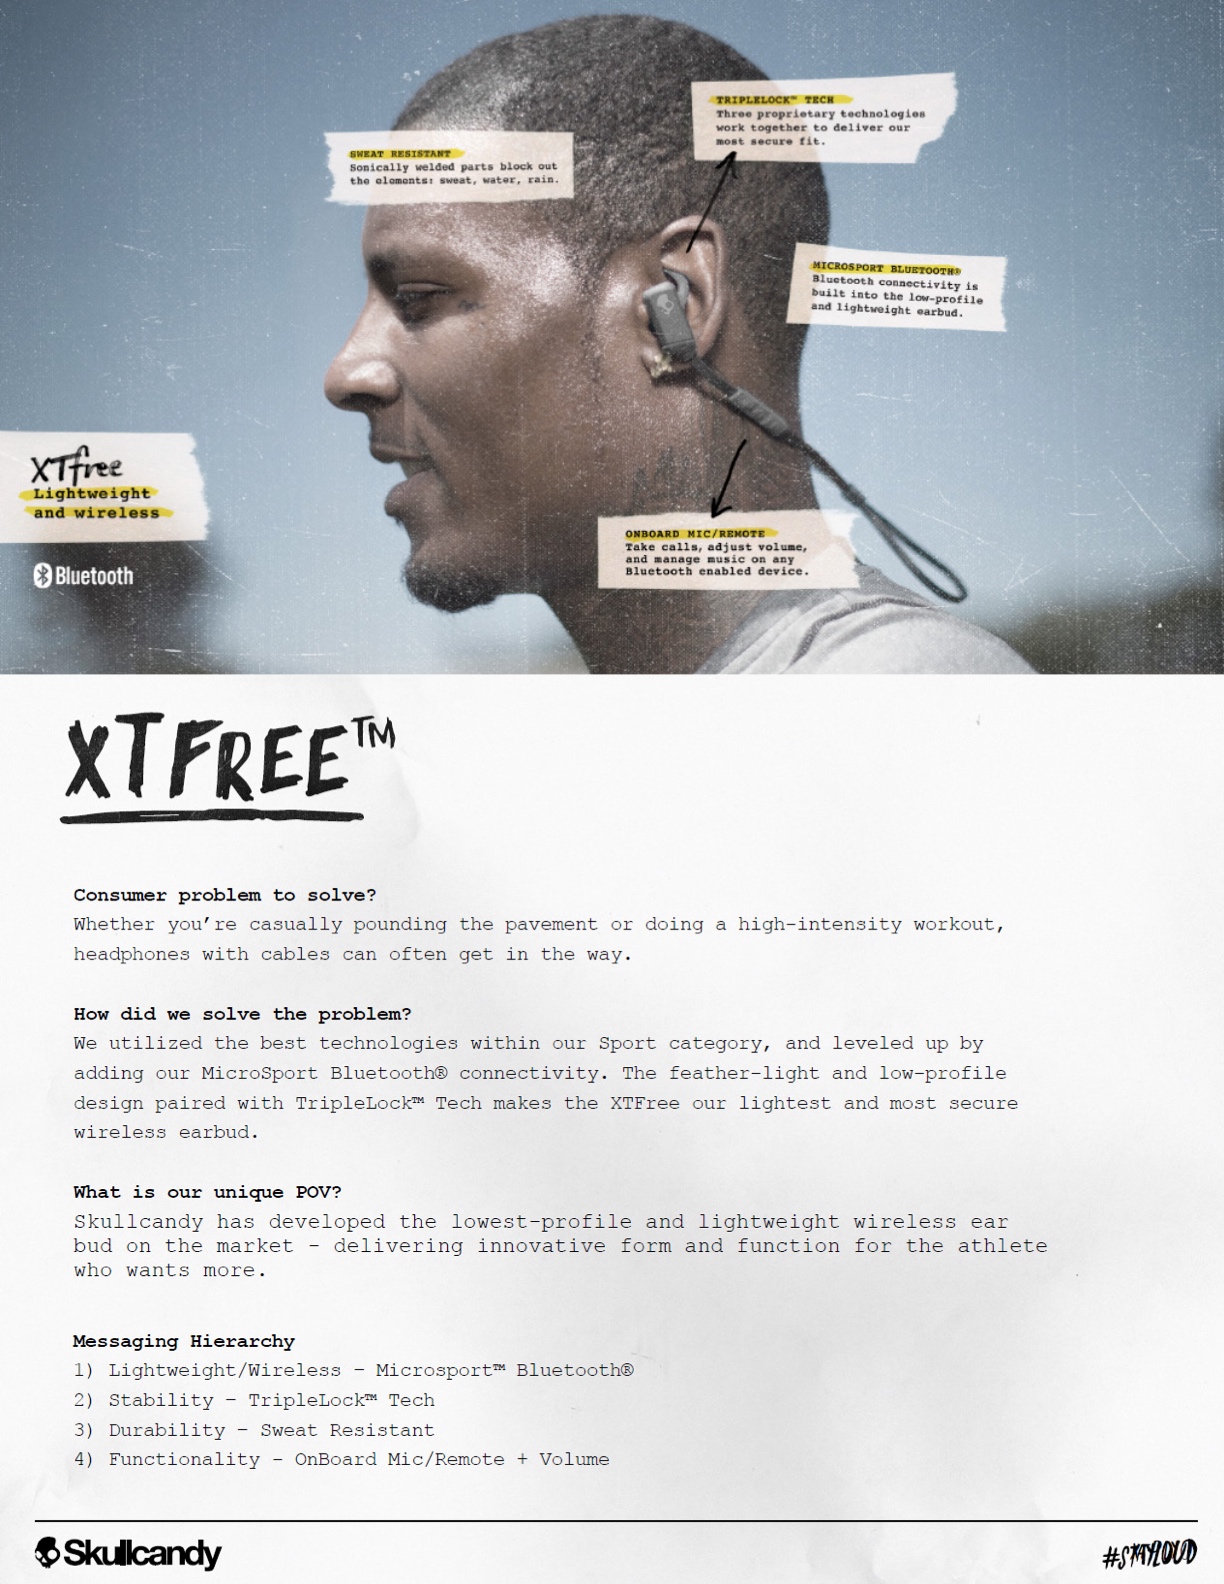 TRIPLELOCK™ TECH
Three proprietary technologies
work together to deliver our
most secure fit.
SWEAT RESISTANT
Sonically welded parts block out
the elements: sweat, water, rain.
MICROSPORT BLUETOOTH®
Bluetooth connectivity is
built into the low-profile
and lightweight earbud.
XTfree
Lightweight
and wireless
Bluetooth
ONBOARD MIC/REMOTE
Take calls, adjust volume,
and manage music on any
Bluetooth enabled device.
XTFREE™
Consumer problem to solve?
Whether you’re casually pounding the pavement or doing a high-intensity workout,
headphones with cables can often get in the way.
How did we solve the problem?
We utilized the best technologies within our Sport category, and leveled up by
adding our MicroSport Bluetooth® connectivity. The feather-light and low-profile
design paired with TripleLock™ Tech makes the XTFree our lightest and most secure
wireless earbud.
What is our unique POV?
Skullcandy has developed the lowest-profile and lightweight wireless ear
bud on the market – delivering innovative form and function for the athlete
who wants more.
Messaging Hierarchy
1) Lightweight/Wireless – Microsport™ Bluetooth®
2) Stability – TripleLock™ Tech
3) Durability – Sweat Resistant
4) Functionality – OnBoard Mic/Remote + Volume
Skullcandy
#STAYLOUD